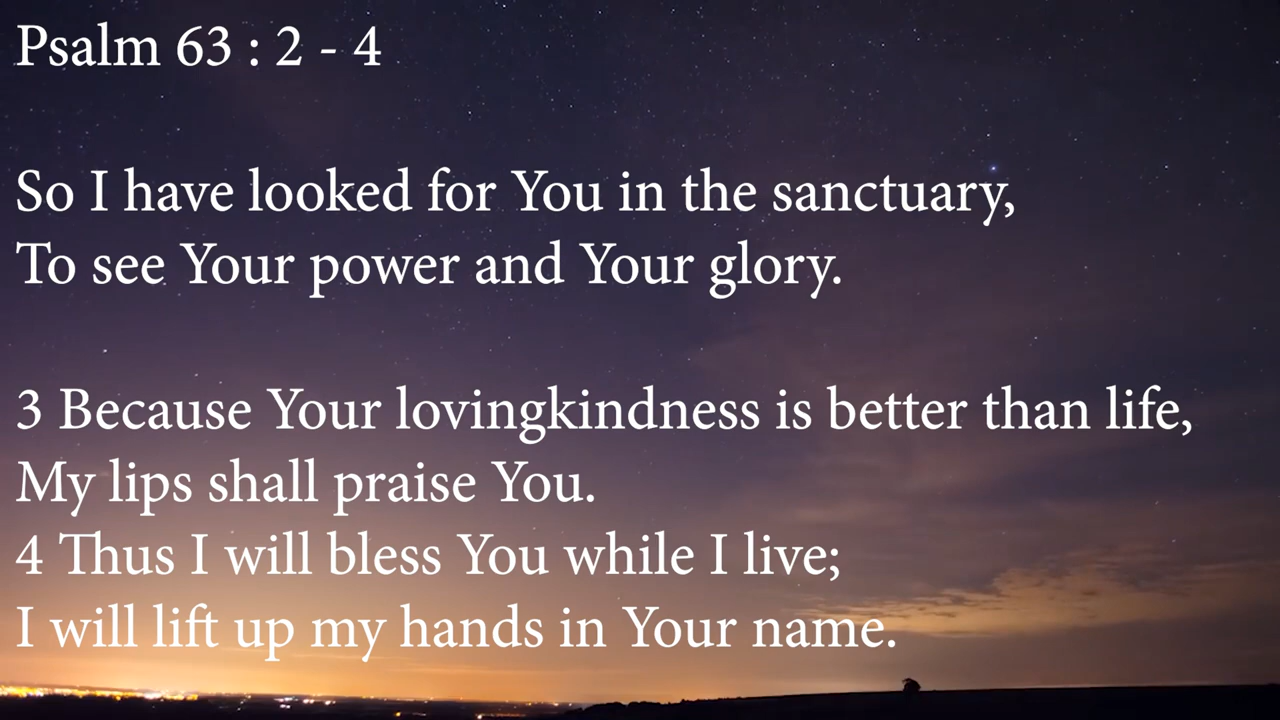 Psalm 63 : 2 - 4
So I have looked for You in the sanctuary,
To see Your power and Your glory.
3 Because Your lovingkindness is better than life,
My lips shall praise You.
4 Thus I will bless You while I live;
I will lift up my hands in Your name.